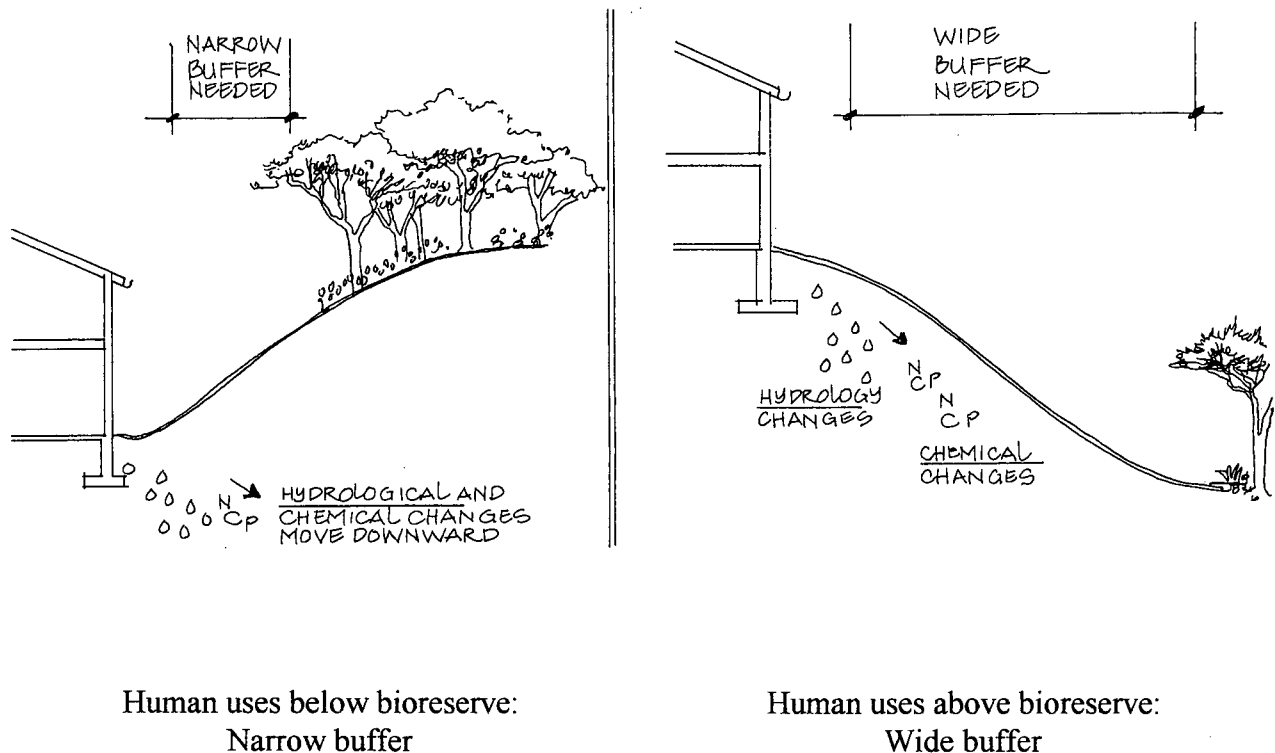 NARROW
BUFFER
NEEDED
N
CP
HYDROLOGICAL AND
CHEMICAL CHANGES
MOVE DOWNWARD
WIDE
BUFFER
NEEDED
HYDROLOGY
CHANGES
N
CP
N
CP
CHEMICAL
CHANGES
Human uses below bioreserve:
Narrow buffer
Human uses above bioreserve:
Wide buffer